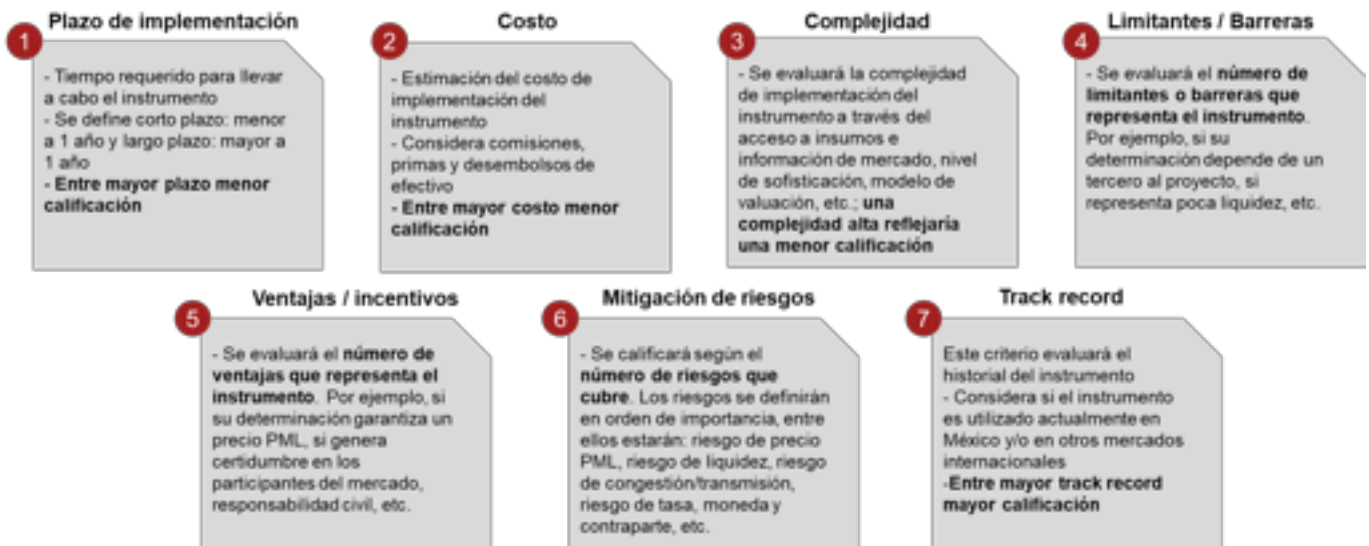 Plazo de implementación
1
- Tiempo requerido para llevar
a cabo el instrumento
- Se define corto plazo: menor
a 1 año y largo plazo: mayor a
1 año
- Entre mayor plazo menor
calificación
Costo
2
- Estimación del costo de
implementación del
instrumento
- Considera comisiones,
primas y desembolsos de
efectivo
- Entre mayor costo menor
calificación
Complejidad
3
- Se evaluará la complejidad
de implementación del
instrumento a través del
acceso a insumos e
información de mercado, nivel
de sofisticación, modelo de
valuación, etc.; una
complejidad alta reflejaría
una menor calificación
Limitantes / Barreras
4
- Se evaluará el número de
limitantes o barreras que
representa el instrumento.
Por ejemplo, si su
determinación depende de un
tercero al proyecto, si
representa poca liquidez, etc.
Ventajas / incentivos
5
- Se evaluará el número de
ventajas que representa el
instrumento. Por ejemplo, si
su determinación garantiza un
precio PML, si genera
certidumbre en los
participantes del mercado,
responsabilidad civil, etc.
Mitigación de riesgos
6
- Se calificará según el
número de riesgos que
cubre. Los riesgos se definirán
en orden de importancia, entre
ellos estarán: riesgo de precio
PML, riesgo de liquidez, riesgo
de congestión/transmisión,
riesgo de tasa, moneda y
contraparte, etc.
Track record
7
Este criterio evaluará el
historial del instrumento
- Considera si el instrumento
es utilizado actualmente en
México y/o en otros mercados
internacionales
-Entre mayor track record
mayor calificación